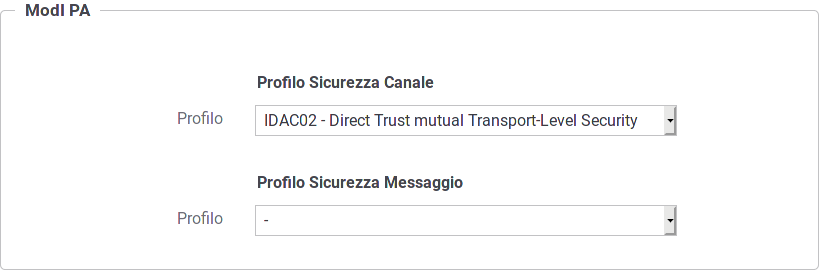 ModI PA
Profilo Sicurezza Canale
Profilo IDAC02 - Direct Trust mutual Transport-Level Security
Profilo Sicurezza Messaggio
Profilo -